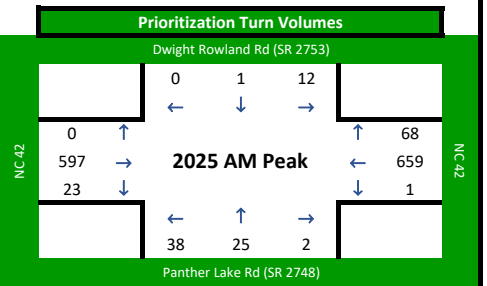 Prioritization Turn Volumes
Dwight Rowland Rd (SR 2753)
0 1 12
← ↓ →
0 ↑ ↑ 68
NC 42 597 → 2025 AM Peak ← 659 NC 42
23 ↓ ↓ 1
← ↑ →
38 25 2
Panther Lake Rd (SR 2748)